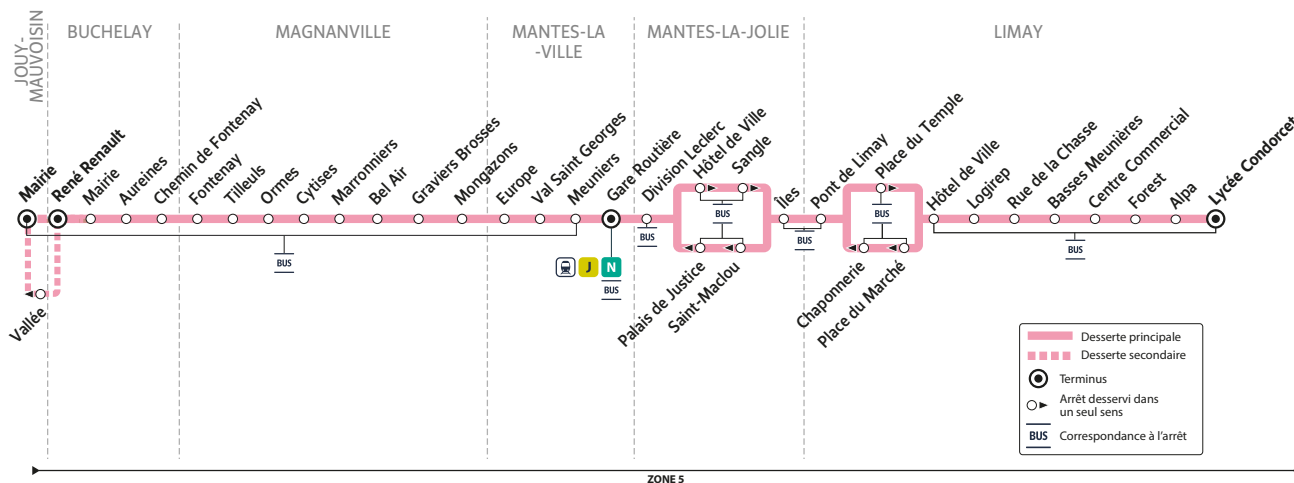 JOUY-
MAUVOISIN
BUCHELAY
MAGNANVILLE
MANTES-LA
-VILLE
MANTES-LA-JOLIE
LIMAY
Mairie
René Renault
Mairie
Aureines
Chemin de Fontenay
Fontenay
Tilleuls
Ormes
Cytises
Marronniers
Bel Air
Graviers Brosses
Mongazons
Europe
Val Saint Georges
Meuniers
Gare Routière
Division Leclerc
Hôtel de Ville
Sangle
Îles
Pont de Limay
Place du Temple
Hôtel de Ville
Logirep
Rue de la Chasse
Basses Meunières
Centre Commercial
Forest
Alpa
Lycée Condorcet
BUS
BUS
BUS
BUS
BUS
BUS
J
N
BUS
Vallée
Palais de Justice
Saint-Maclou
Chaponnerie
Place du Marché
Desserte principale
Desserte secondaire
Terminus
Arrêt desservi dans
un seul sens
BUS
Correspondance à l'arrêt
ZONE 5